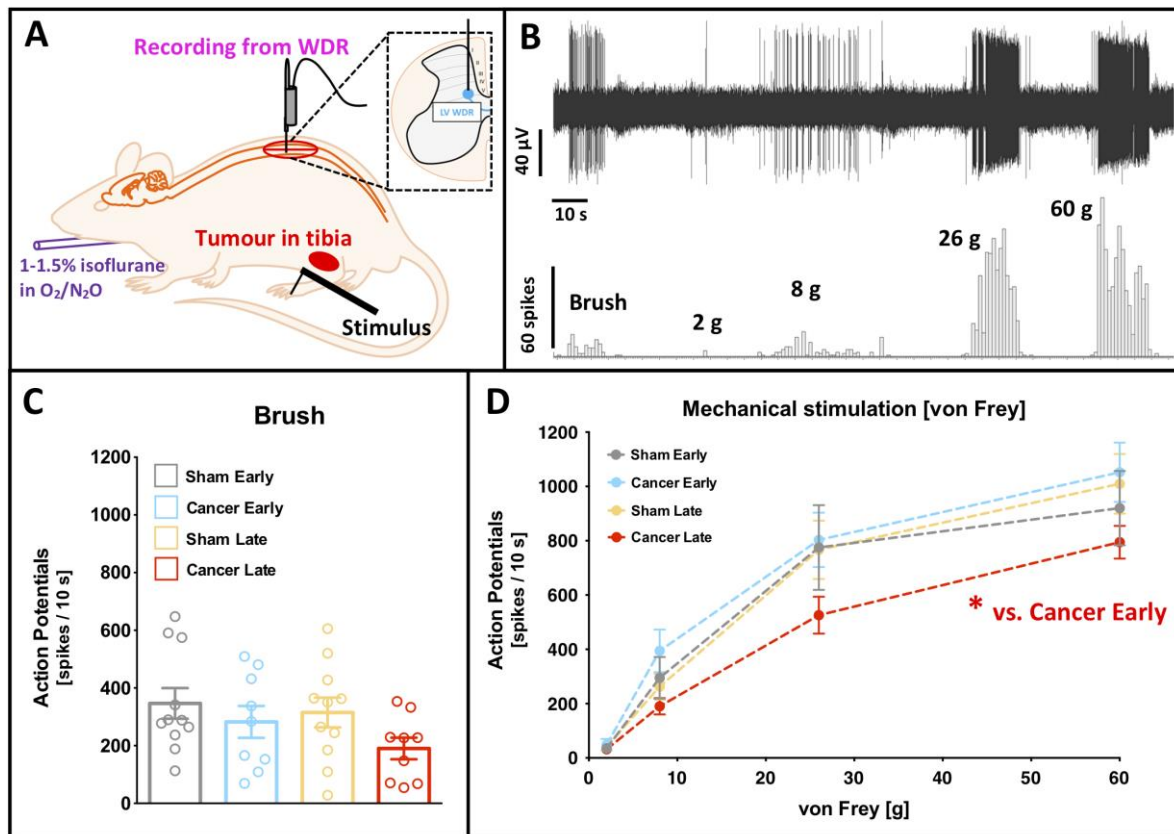 A
Recording from WDR
I
II
III
IV
V
LV WDR
Tumour in tibia
1-1.5% isoflurane
in O₂/N₂O
Stimulus
B
40 µV
10 s
60 spikes
Brush
2 g
8 g
26 g
60 g
C
Brush
Action Potentials
[spikes / 10 s]
1200
1000
800
600
400
200
0
Sham Early
Cancer Early
Sham Late
Cancer Late
D
Mechanical stimulation [von Frey]
Action Potentials
[spikes / 10 s]
1200
1000
800
600
400
200
0
Sham Early
Cancer Early
Sham Late
Cancer Late
* vs. Cancer Early
0 10 20 30 40 50 60
von Frey [g]